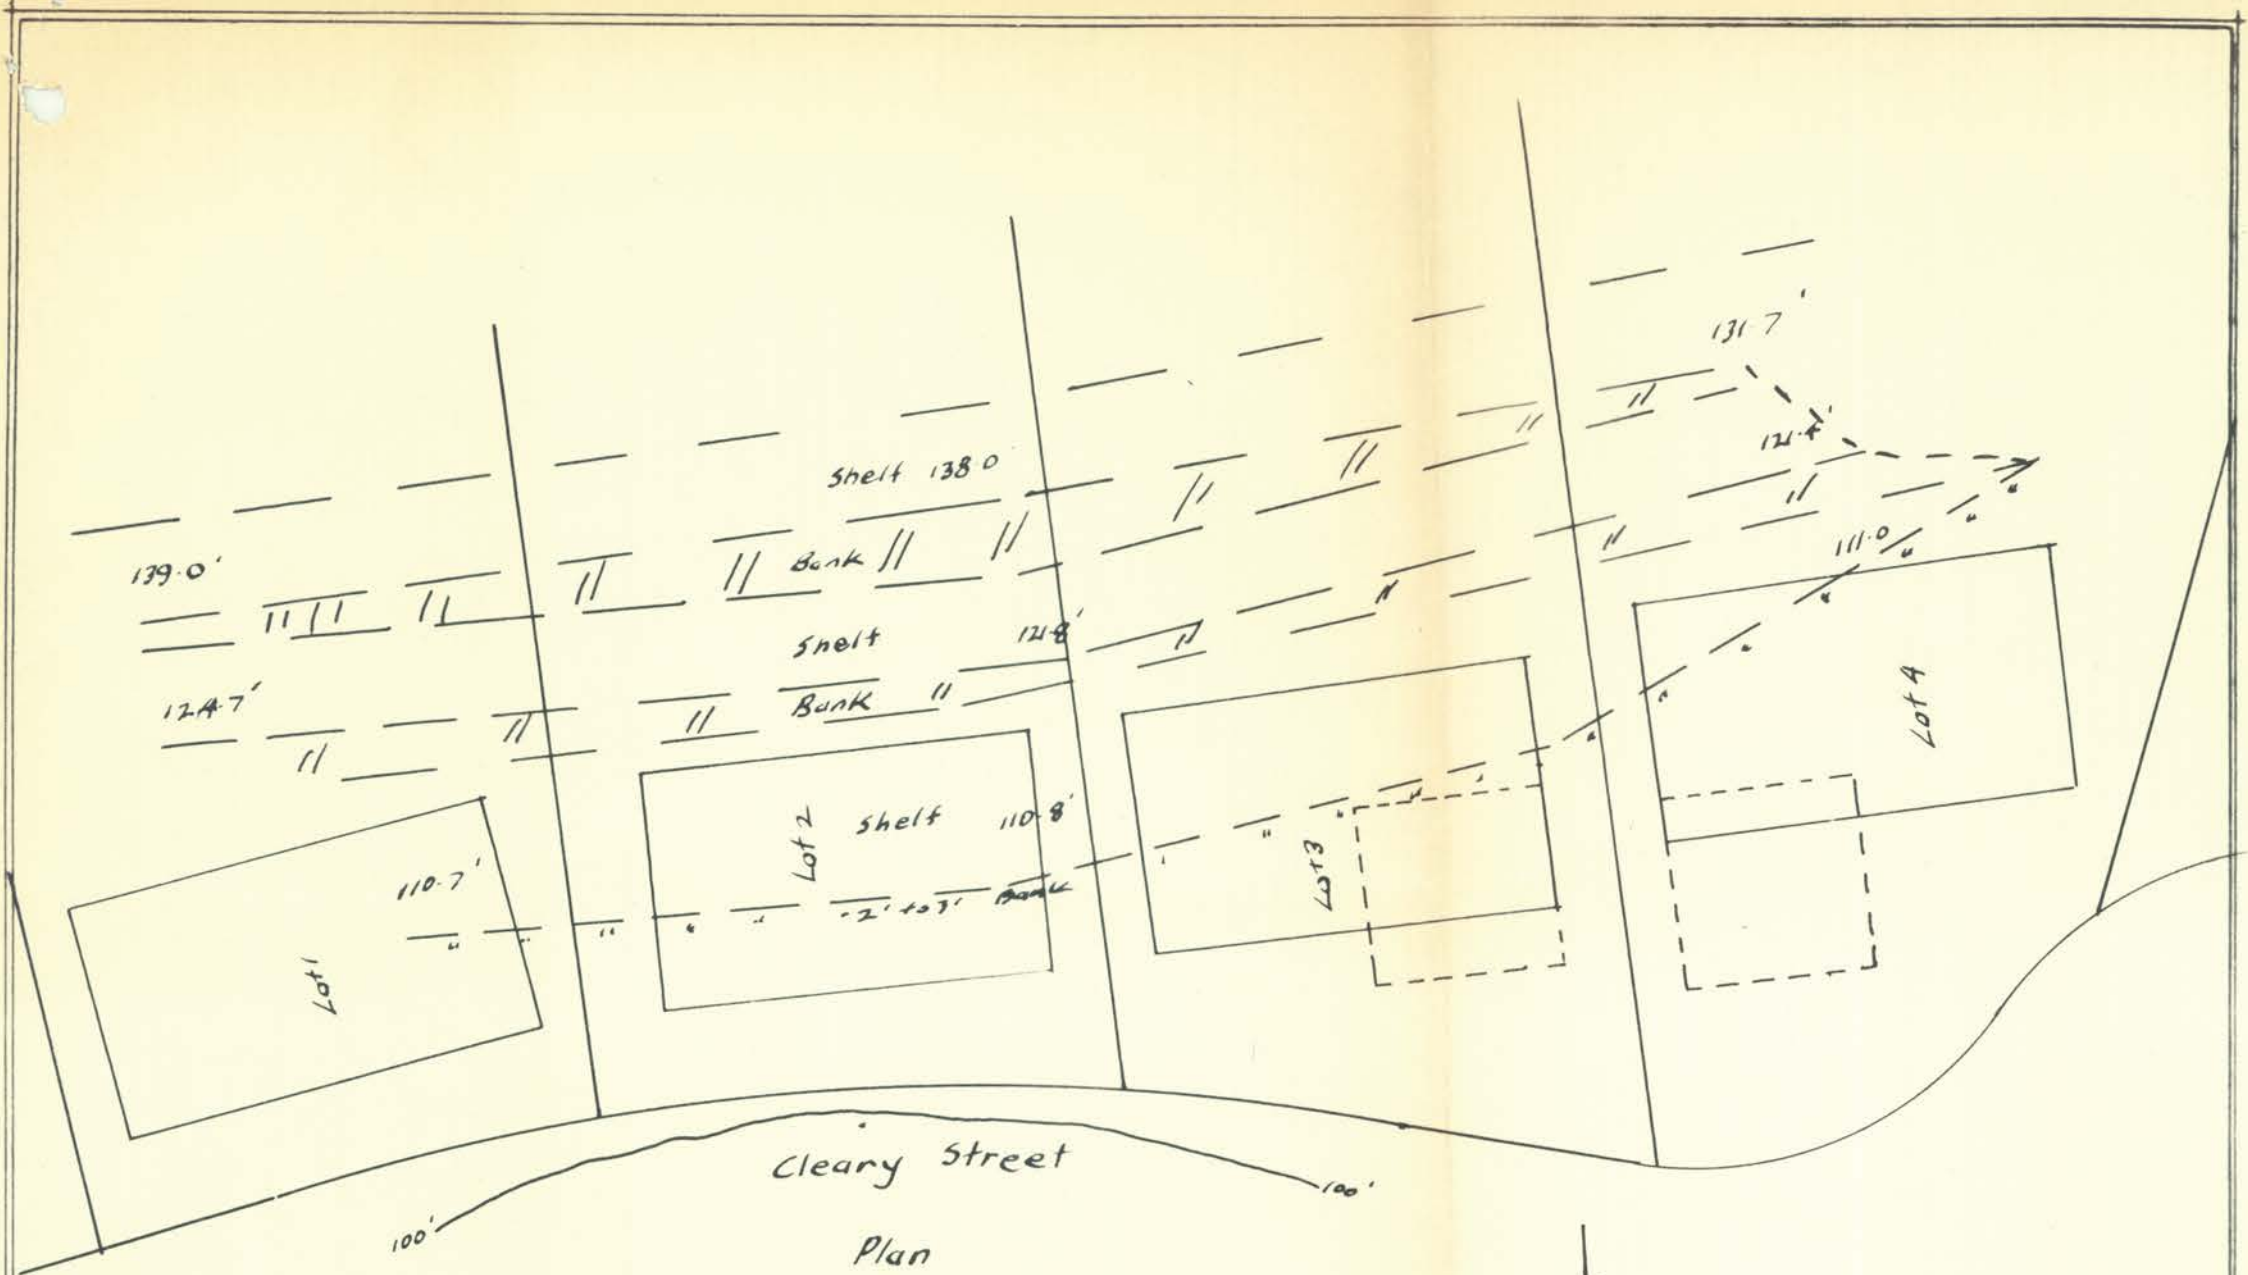 131.7'
121.4'
Shelf 138.0
Bank
139.0'
111.0
Shelf
121.8'
124.7'
Bank
Lot 4
Lot 2
Shelf
110.8'
110.7'
Lot 3
2' to 3' Bank
Lot 1
Cleary Street
100'
100'
Plan